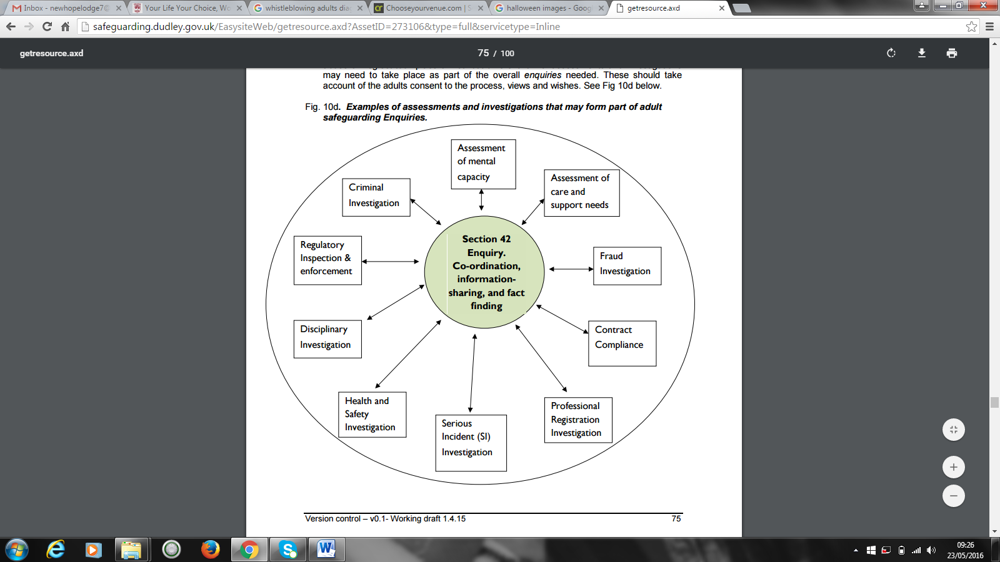 Inbox - newhopelodge7@
Your Life Your Choice, Wo
whistleblowing adults dia
Chooseyourvenue.com | S
halloween images - Goog
getresource.axd
safeguarding.dudley.gov.uk/EasysiteWeb/getresource.axd?AssetID=273106&type=full&servicetype=Inline
getresource.axd
75 / 100
may need to take place as part of the overall enquiries needed. These should take
account of the adults consent to the process, views and wishes. See Fig 10d below.
Fig. 10d. Examples of assessments and investigations that may form part of adult
safeguarding Enquiries.
Assessment
of mental
capacity
Assessment of
care and
support needs
Criminal
Investigation
Regulatory
Inspection &
enforcement
Section 42
Enquiry.
Co-ordination,
information-
sharing, and fact
finding
Fraud
Investigation
Disciplinary
Investigation
Contract
Compliance
Health and
Safety
Investigation
Serious
Incident (SI)
Investigation
Professional
Registration
Investigation
Version control – v0.1- Working draft 1.4.15
75
09:26
23/05/2016